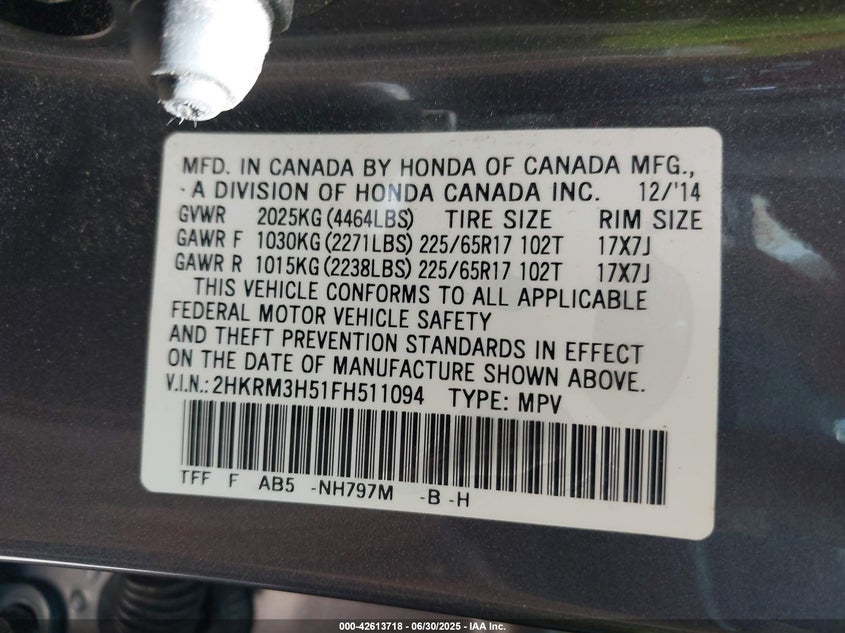 MFD. IN CANADA BY HONDA OF CANADA MFG.,
A DIVISION OF HONDA CANADA INC. 12/'14
GVWR 2025KG (4464LBS) TIRE SIZE RIM SIZE
GAWR F 1030KG (2271LBS) 225/65R17 102T 17X7J
GAWR R 1015KG (2238LBS) 225/65R17 102T 17X7J
THIS VEHICLE CONFORMS TO ALL APPLICABLE
FEDERAL MOTOR VEHICLE SAFETY
AND THEFT PREVENTION STANDARDS IN EFFECT
ON THE DATE OF MANUFACTURE SHOWN ABOVE.
V.I.N.: 2HKRM3H51FH511094 TYPE: MPV
TFF F AB5 -NH797M -B -H
000-42613718 | 06/30/2025 | IAA Inc.